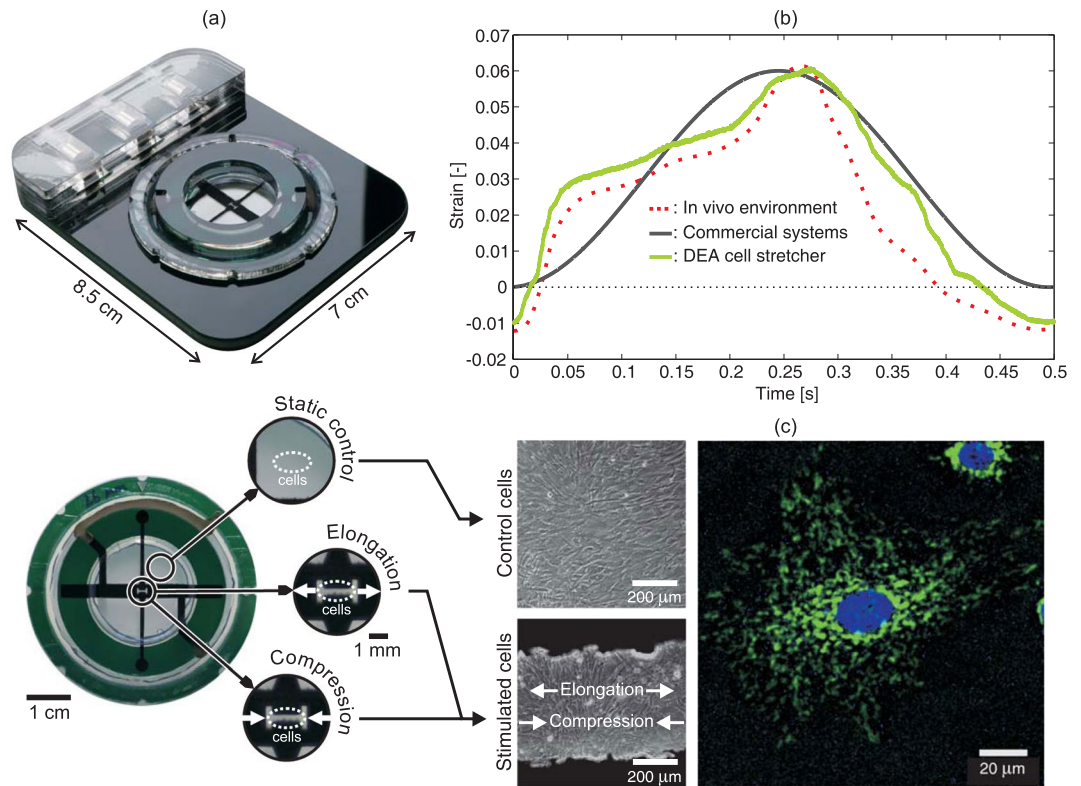 (a)
8.5 cm
7 cm
(b)
0.07
0.06
0.05
0.04
0.03
0.02
0.01
0
-0.01
-0.02
Strain [-]
: In vivo environment
: Commercial systems
: DEA cell stretcher
0 0.05 0.1 0.15 0.2 0.25 0.3 0.35 0.4 0.45 0.5
Time [s]
(c)
Static control
cells
Elongation
cells
1 mm
Compression
cells
1 cm
Control cells
200 μm
Stimulated cells
Elongation
Compression
200 μm
20 μm